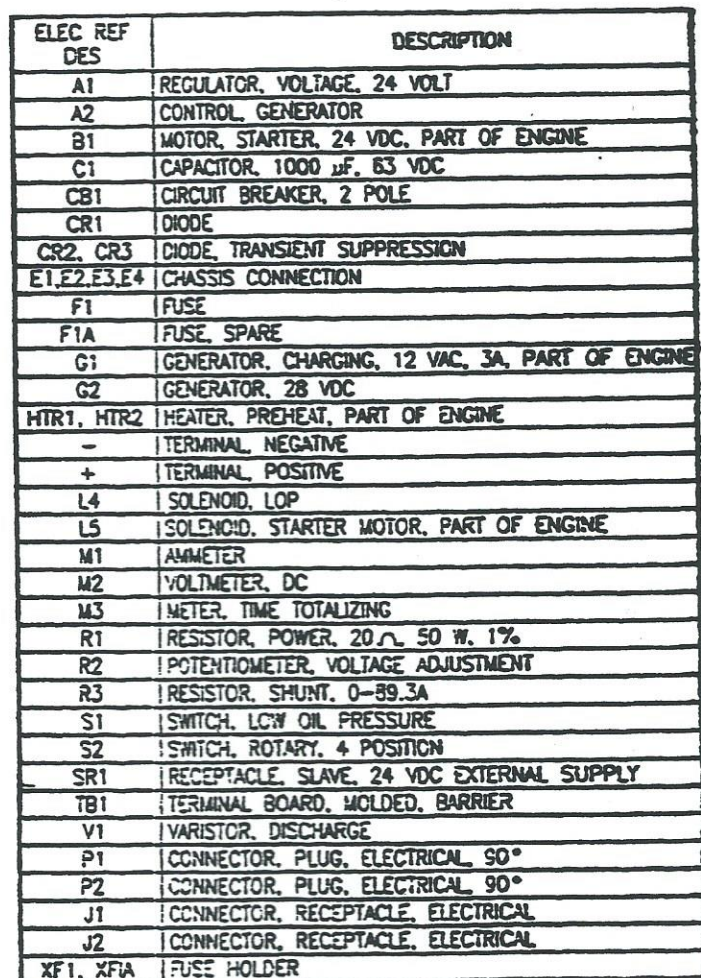 ELEC REF DES DESCRIPTION
A1 REGULATOR, VOLTAGE, 24 VOLT
A2 CONTROL, GENERATOR
B1 MOTOR, STARTER, 24 VDC, PART OF ENGINE
C1 CAPACITOR, 1000 µF, 63 VDC
CB1 CIRCUIT BREAKER, 2 POLE
CR1 DIODE
CR2, CR3 DIODE, TRANSIENT SUPPRESSION
E1,E2,E3,E4 CHASSIS CONNECTION
F1 FUSE
F1A FUSE, SPARE
G1 GENERATOR, CHARGING, 12 VAC, 3A, PART OF ENGINE
G2 GENERATOR, 28 VDC
HTR1, HTR2 HEATER, PREHEAT, PART OF ENGINE
- TERMINAL, NEGATIVE
+ TERMINAL, POSITIVE
L4 SOLENOID, LOP
L5 SOLENOID, STARTER MOTOR, PART OF ENGINE
M1 AMMETER
M2 VOLTMETER, DC
M3 METER, TIME TOTALIZING
R1 RESISTOR, POWER, 20 Ω, 50 W, 1%
R2 POTENTIOMETER, VOLTAGE ADJUSTMENT
R3 RESISTOR, SHUNT,
S1 SWITCH, LOW OIL PRESSURE
S2 SWITCH, ROTARY, 4 POSITION
SR1 RECEPTACLE, SLAVE, 24 VDC EXTERNAL SUPPLY
TB1 TERMINAL BOARD, MOLDED, BARRIER
V1 VARISTOR, DISCHARGE
P1 CONNECTOR, PLUG, ELECTRICAL, 90°
P2 CONNECTOR, PLUG, ELECTRICAL, 90°
J1 CONNECTOR, RECEPTACLE, ELECTRICAL
J2 CONNECTOR, RECEPTACLE, ELECTRICAL
XF1, XF1A FUSE HOLDER